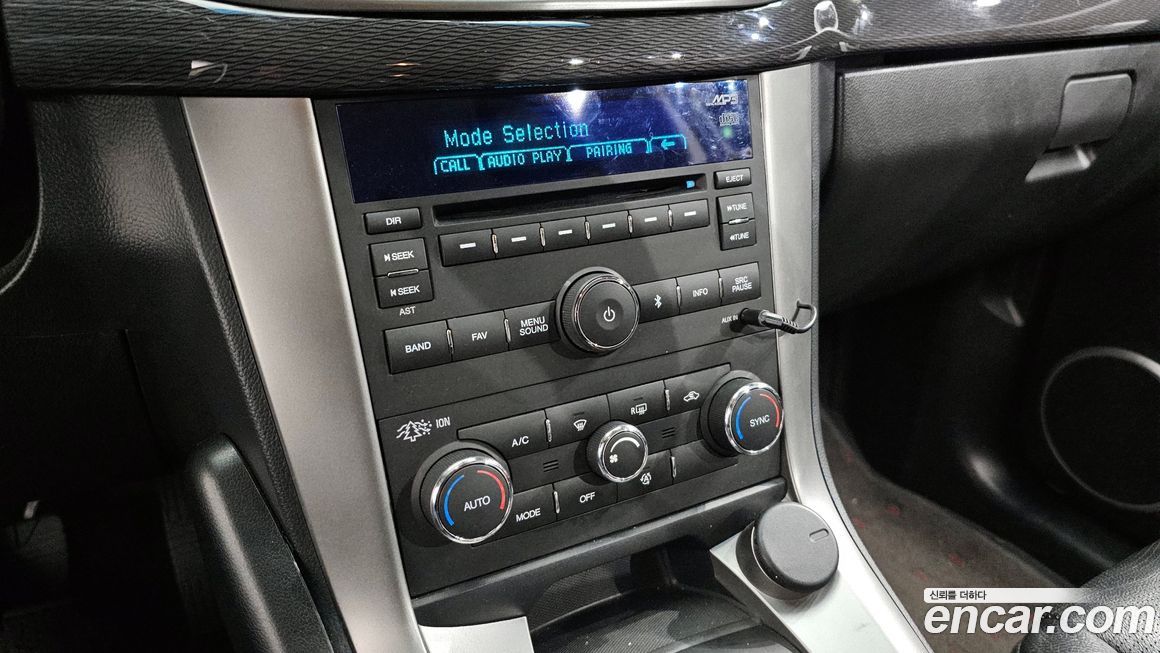 MP3
Mode Selection
CALL AUDIO PLAY PAIRING
EJECT
DIR
TUNE
SEEK
TUNE
SEEK
AST
SRC
PAUSE
INFO
AUX IN
MENU
SOUND
FAV
BAND
ION
A/C
R
SYNC
AUTO
MODE
OFF
A
신뢰를 더하다
encar.com